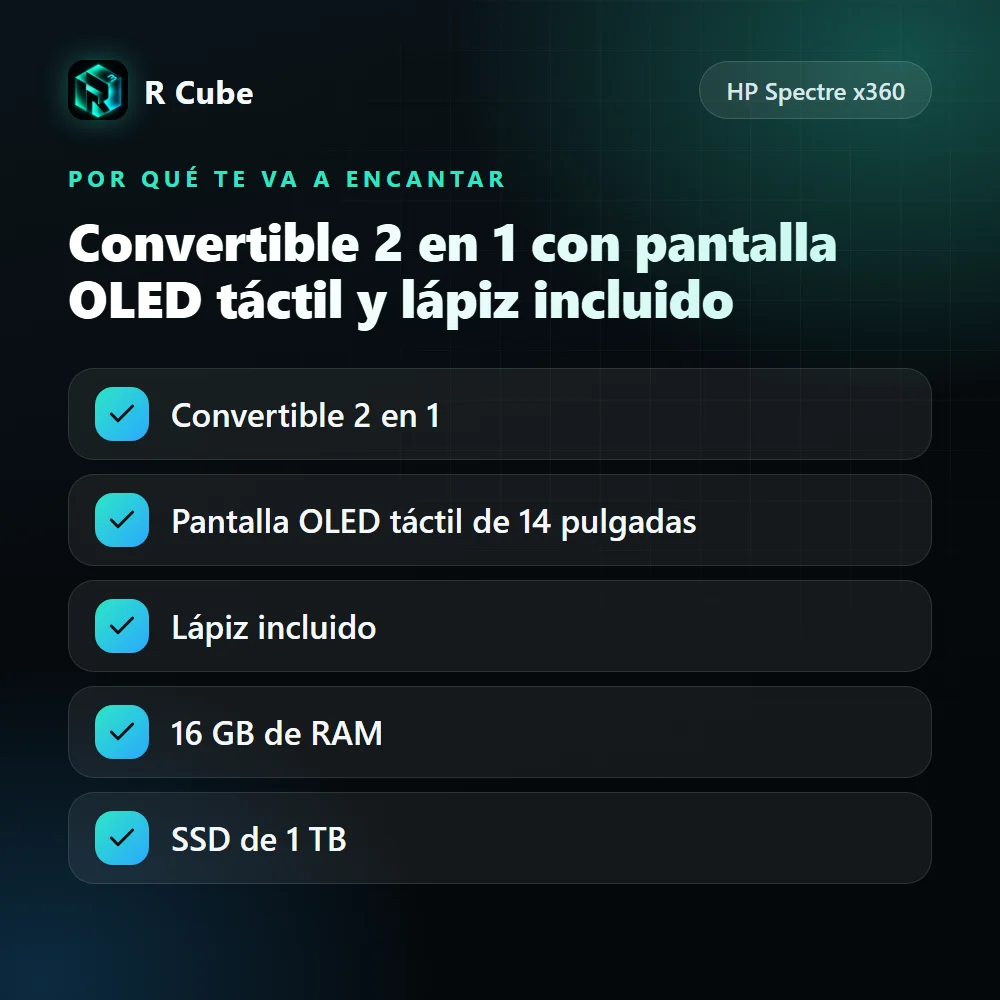 R Cube
HP Spectre x360
POR QUÉ TE VA A ENCANTAR
Convertible 2 en 1 con pantalla
OLED táctil y lápiz incluido
Convertible 2 en 1
Pantalla OLED táctil de 14 pulgadas
Lápiz incluido
16 GB de RAM
SSD de 1 TB